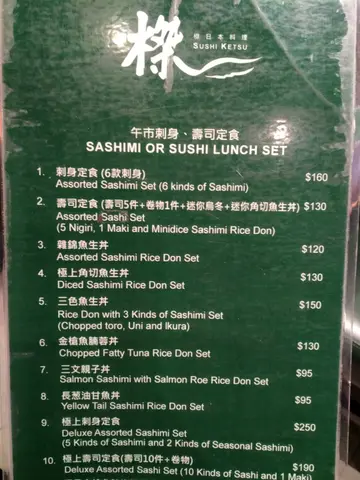 榤日本料理
SUSHI KETSU
午市刺身、壽司定食
SASHIMI OR SUSHI LUNCH SET
1. 刺身定食 (6款刺身) $160
Assorted Sashimi Set (6 kinds of Sashimi)
2. 壽司定食 (壽司5件+卷物1件+迷你烏冬+迷你角切魚生丼) $130
Assorted Sashi Set
(5 Nigiri, 1 Maki and Minidice Sashimi Rice Don)
3. 雜錦魚生丼 $120
Assorted Sashimi Rice Don Set
4. 極上角切魚生丼 $130
Diced Sashimi Rice Don Set
5. 三色魚生丼 $150
Rice Don with 3 Kinds of Sashimi Set
(Chopped toro, Uni and Ikura)
6. 金槍魚腩蓉丼 $130
Chopped Fatty Tuna Rice Don Set
7. 三文親子丼 $95
Salmon Sashimi with Salmon Roe Rice Don Set
8. 長葱油甘魚丼 $95
Yellow Tail Sashimi Rice Don Set
9. 極上刺身定食 $250
Deluxe Assorted Sashimi Set
(5 Kinds of Sashimi and 2 Kinds of Seasonal Sashimi)
10. 極上壽司定食(壽司10件+卷物) $190
Deluxe Assorted Sashi Set (10 Kinds of Sashi and 1 Maki)